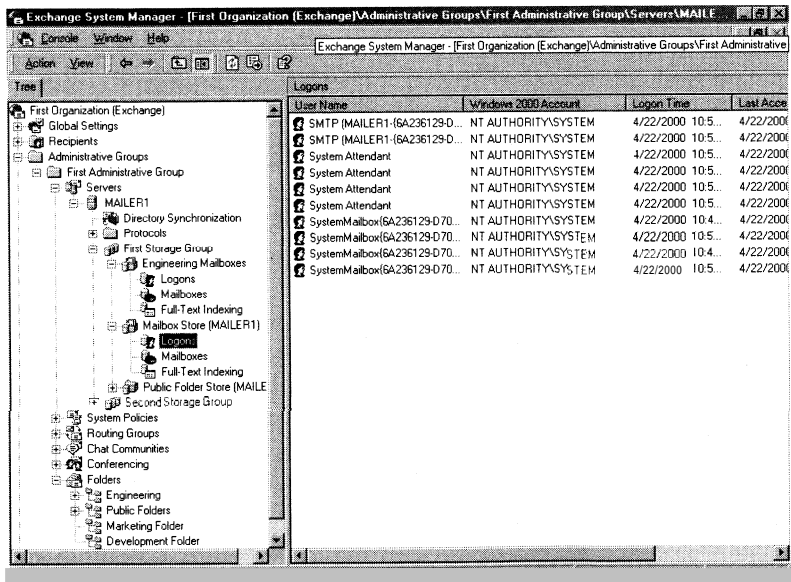 Exchange System Manager - [First Organization (Exchange)\Administrative Groups\First Administrative Group\Servers\MAILE...
Console Window Help
Exchange System Manager - [First Organization (Exchange)\Administrative Groups\First Administrative
Action View
Tree
First Organization (Exchange)
Global Settings
Recipients
Administrative Groups
First Administrative Group
Servers
MAILER1
Directory Synchronization
Protocols
First Storage Group
Engineering Mailboxes
Logons
Mailboxes
Full-Text Indexing
Mailbox Store (MAILER1)
Logons
Mailboxes
Full-Text Indexing
Public Folder Store (MAILE
Second Storage Group
System Policies
Routing Groups
Chat Communities
Conferencing
Folders
Engineering
Public Folders
Marketing Folder
Development Folder
Logons
User Name Windows 2000 Account Logon Time Last Acce
SMTP (MAILER1-{6A236129-D... NT AUTHORITY\SYSTEM 4/22/2000 10:5... 4/22/2000
SMTP (MAILER1-{6A236129-D... NT AUTHORITY\SYSTEM 4/22/2000 10:5... 4/22/2000
System Attendant NT AUTHORITY\SYSTEM 4/22/2000 10:5... 4/22/2000
System Attendant NT AUTHORITY\SYSTEM 4/22/2000 10:5... 4/22/2000
System Attendant NT AUTHORITY\SYSTEM 4/22/2000 10:5... 4/22/2000
System Attendant NT AUTHORITY\SYSTEM 4/22/2000 10:5... 4/22/2000
SystemMailbox{6A236129-D70... NT AUTHORITY\SYSTEM 4/22/2000 10:4... 4/22/2000
SystemMailbox{6A236129-D70... NT AUTHORITY\SYSTEM 4/22/2000 10:5... 4/22/2000
SystemMailbox{6A236129-D70... NT AUTHORITY\SYSTEM 4/22/2000 10:4... 4/22/2000
SystemMailbox{6A236129-D70... NT AUTHORITY\SYSTEM 4/22/2000 10:5... 4/22/2000